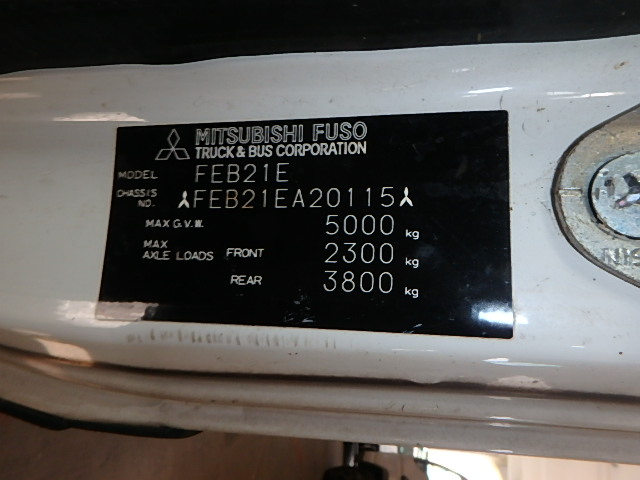 MITSUBISHI FUSO
TRUCK & BUS CORPORATION
MODEL FEB21E
CHASSIS NO. FEB21EA20115
MAX G.V.W. 5000 kg
MAX AXLE LOADS FRONT 2300 kg
REAR 3800 kg
NIS